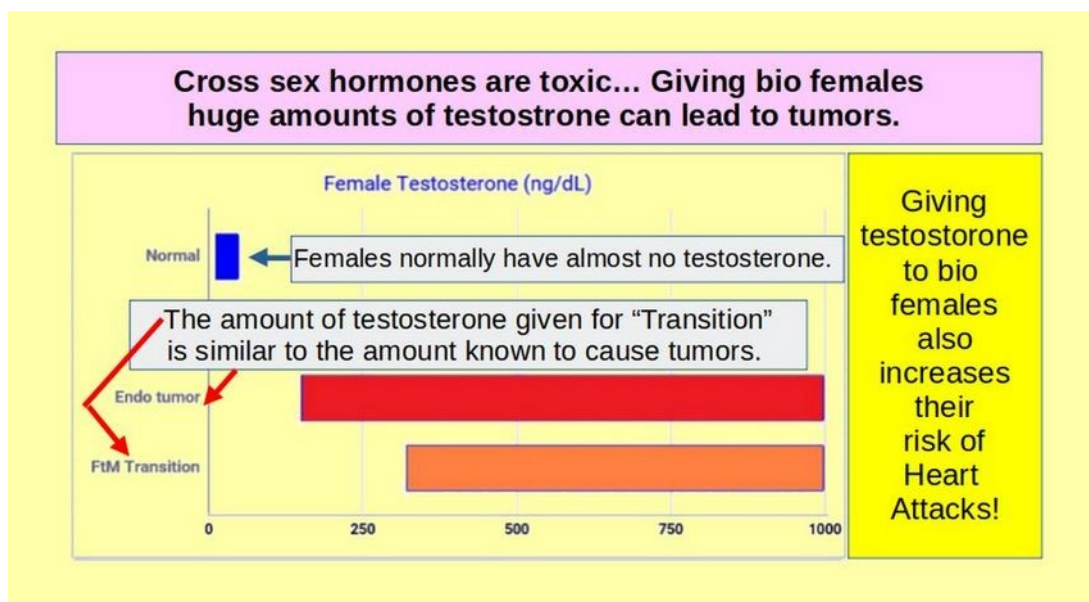 Cross sex hormones are toxic... Giving bio females
huge amounts of testostrone can lead to tumors.
Female Testosterone (ng/dL)
Normal
Females normally have almost no testosterone.
The amount of testosterone given for “Transition”
is similar to the amount known to cause tumors.
Endo tumor
FtM Transition
0 250 500 750 1000
Giving
testostorone
to bio
females
also
increases
their
risk of
Heart
Attacks!